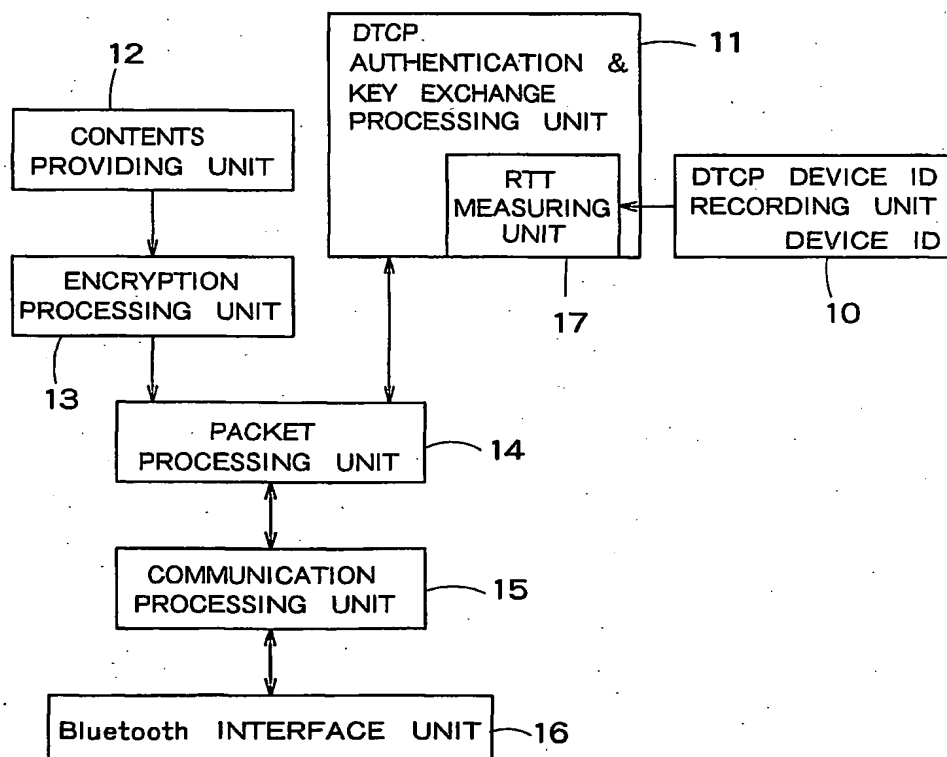 12
CONTENTS
PROVIDING UNIT
DTCP.
AUTHENTICATION &
KEY EXCHANGE
PROCESSING UNIT
11
RTT
MEASURING
UNIT
17
DTCP DEVICE ID
RECORDING UNIT
DEVICE ID
10
ENCRYPTION
PROCESSING UNIT
13
PACKET
PROCESSING UNIT
14
COMMUNICATION
PROCESSING UNIT
15
Bluetooth INTERFACE UNIT
16